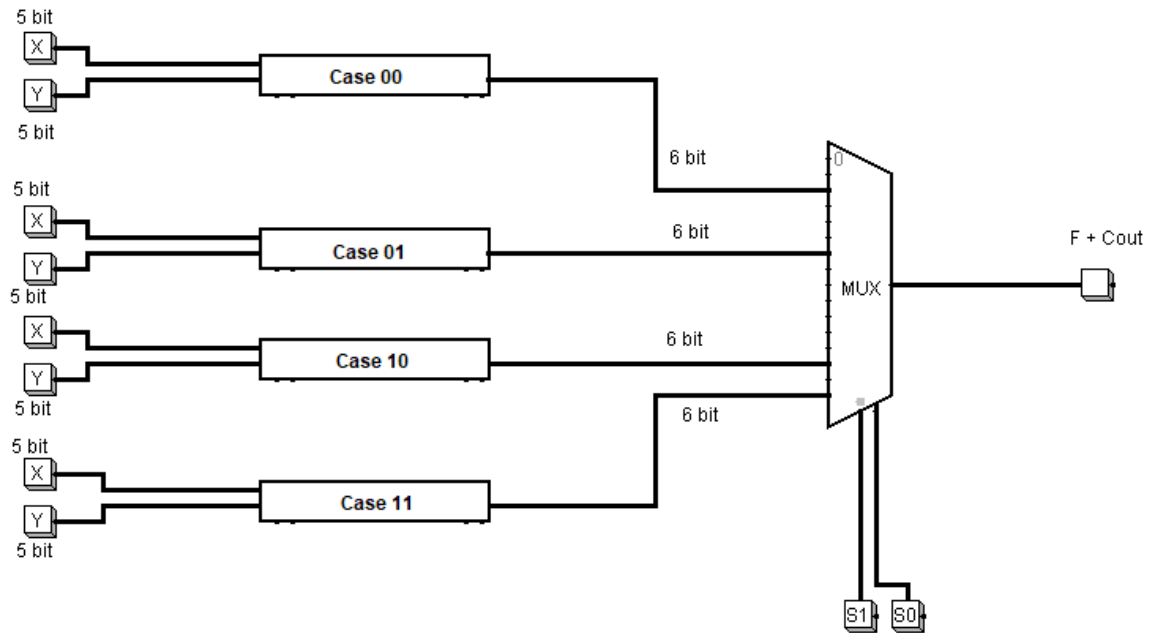 5 bit
X
Case 00
Y
5 bit
6 bit
0
5 bit
X
6 bit
F + Cout
Case 01
Y
5 bit
MUX
X
6 bit
Case 10
Y
5 bit
6 bit
5 bit
X
Case 11
Y
5 bit
S1
S0